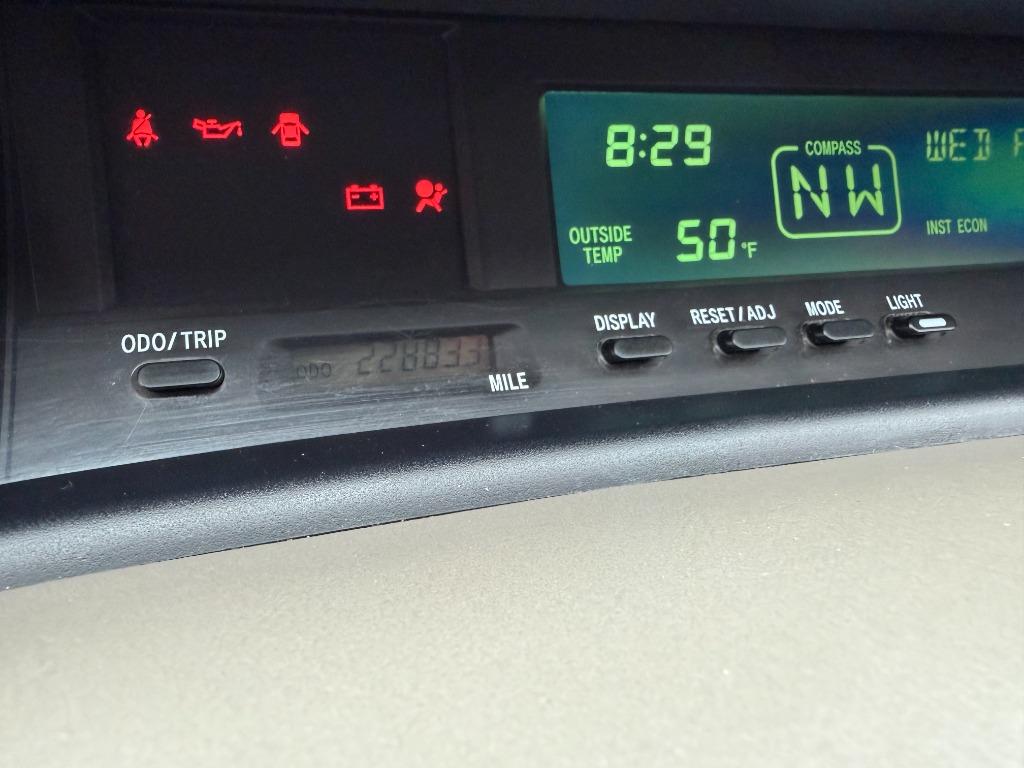 8:29
COMPASS
NW
WED
OUTSIDE
TEMP
50°F
INST ECON
ODO/TRIP
ODO 228833
MILE
DISPLAY
RESET/ADJ
MODE
LIGHT